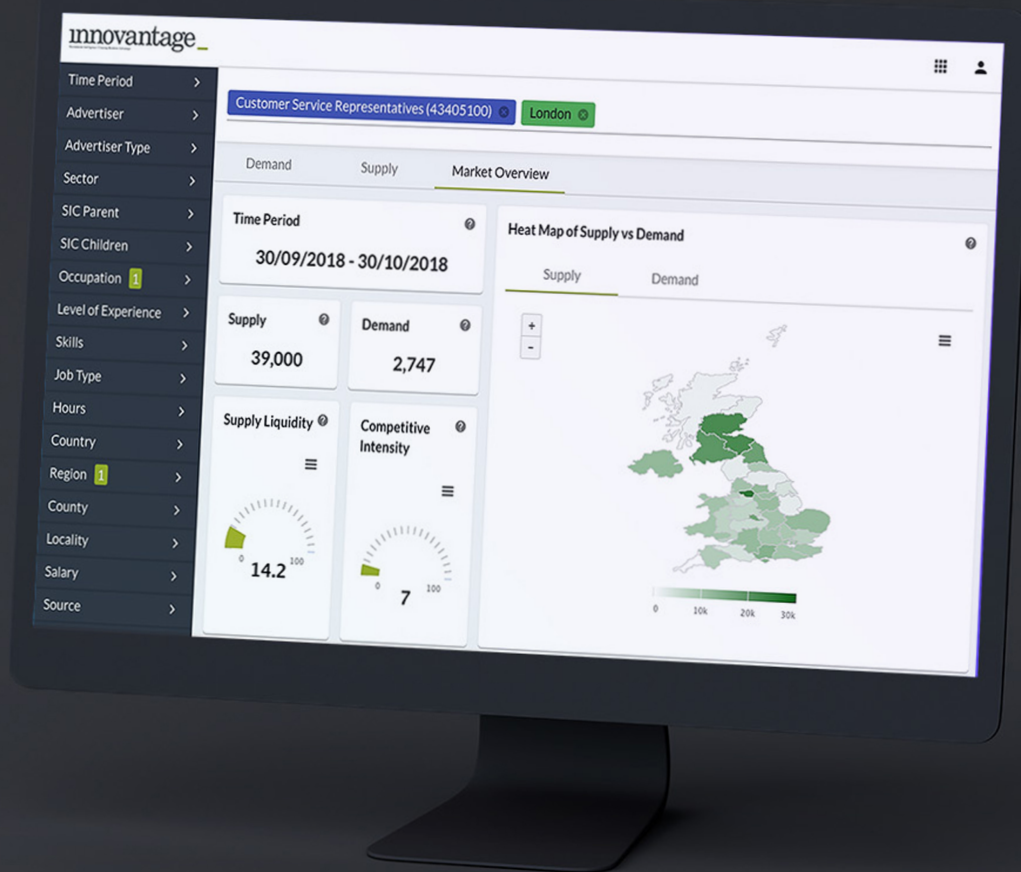 innovantage_
Time Period
Advertiser
Advertiser Type
Sector
SIC Parent
SIC Children
Occupation 1
Level of Experience
Skills
Job Type
Hours
Country
Region 1
County
Locality
Salary
Source
Customer Service Representatives (43405100)
London
Demand Supply Market Overview
Time Period
30/09/2018 - 30/10/2018
Supply
39,000
Demand
2,747
Supply Liquidity
0 100
14.2
Competitive
Intensity
0 100
7
Heat Map of Supply vs Demand
Supply Demand
+
-
0 10k 20k 30k